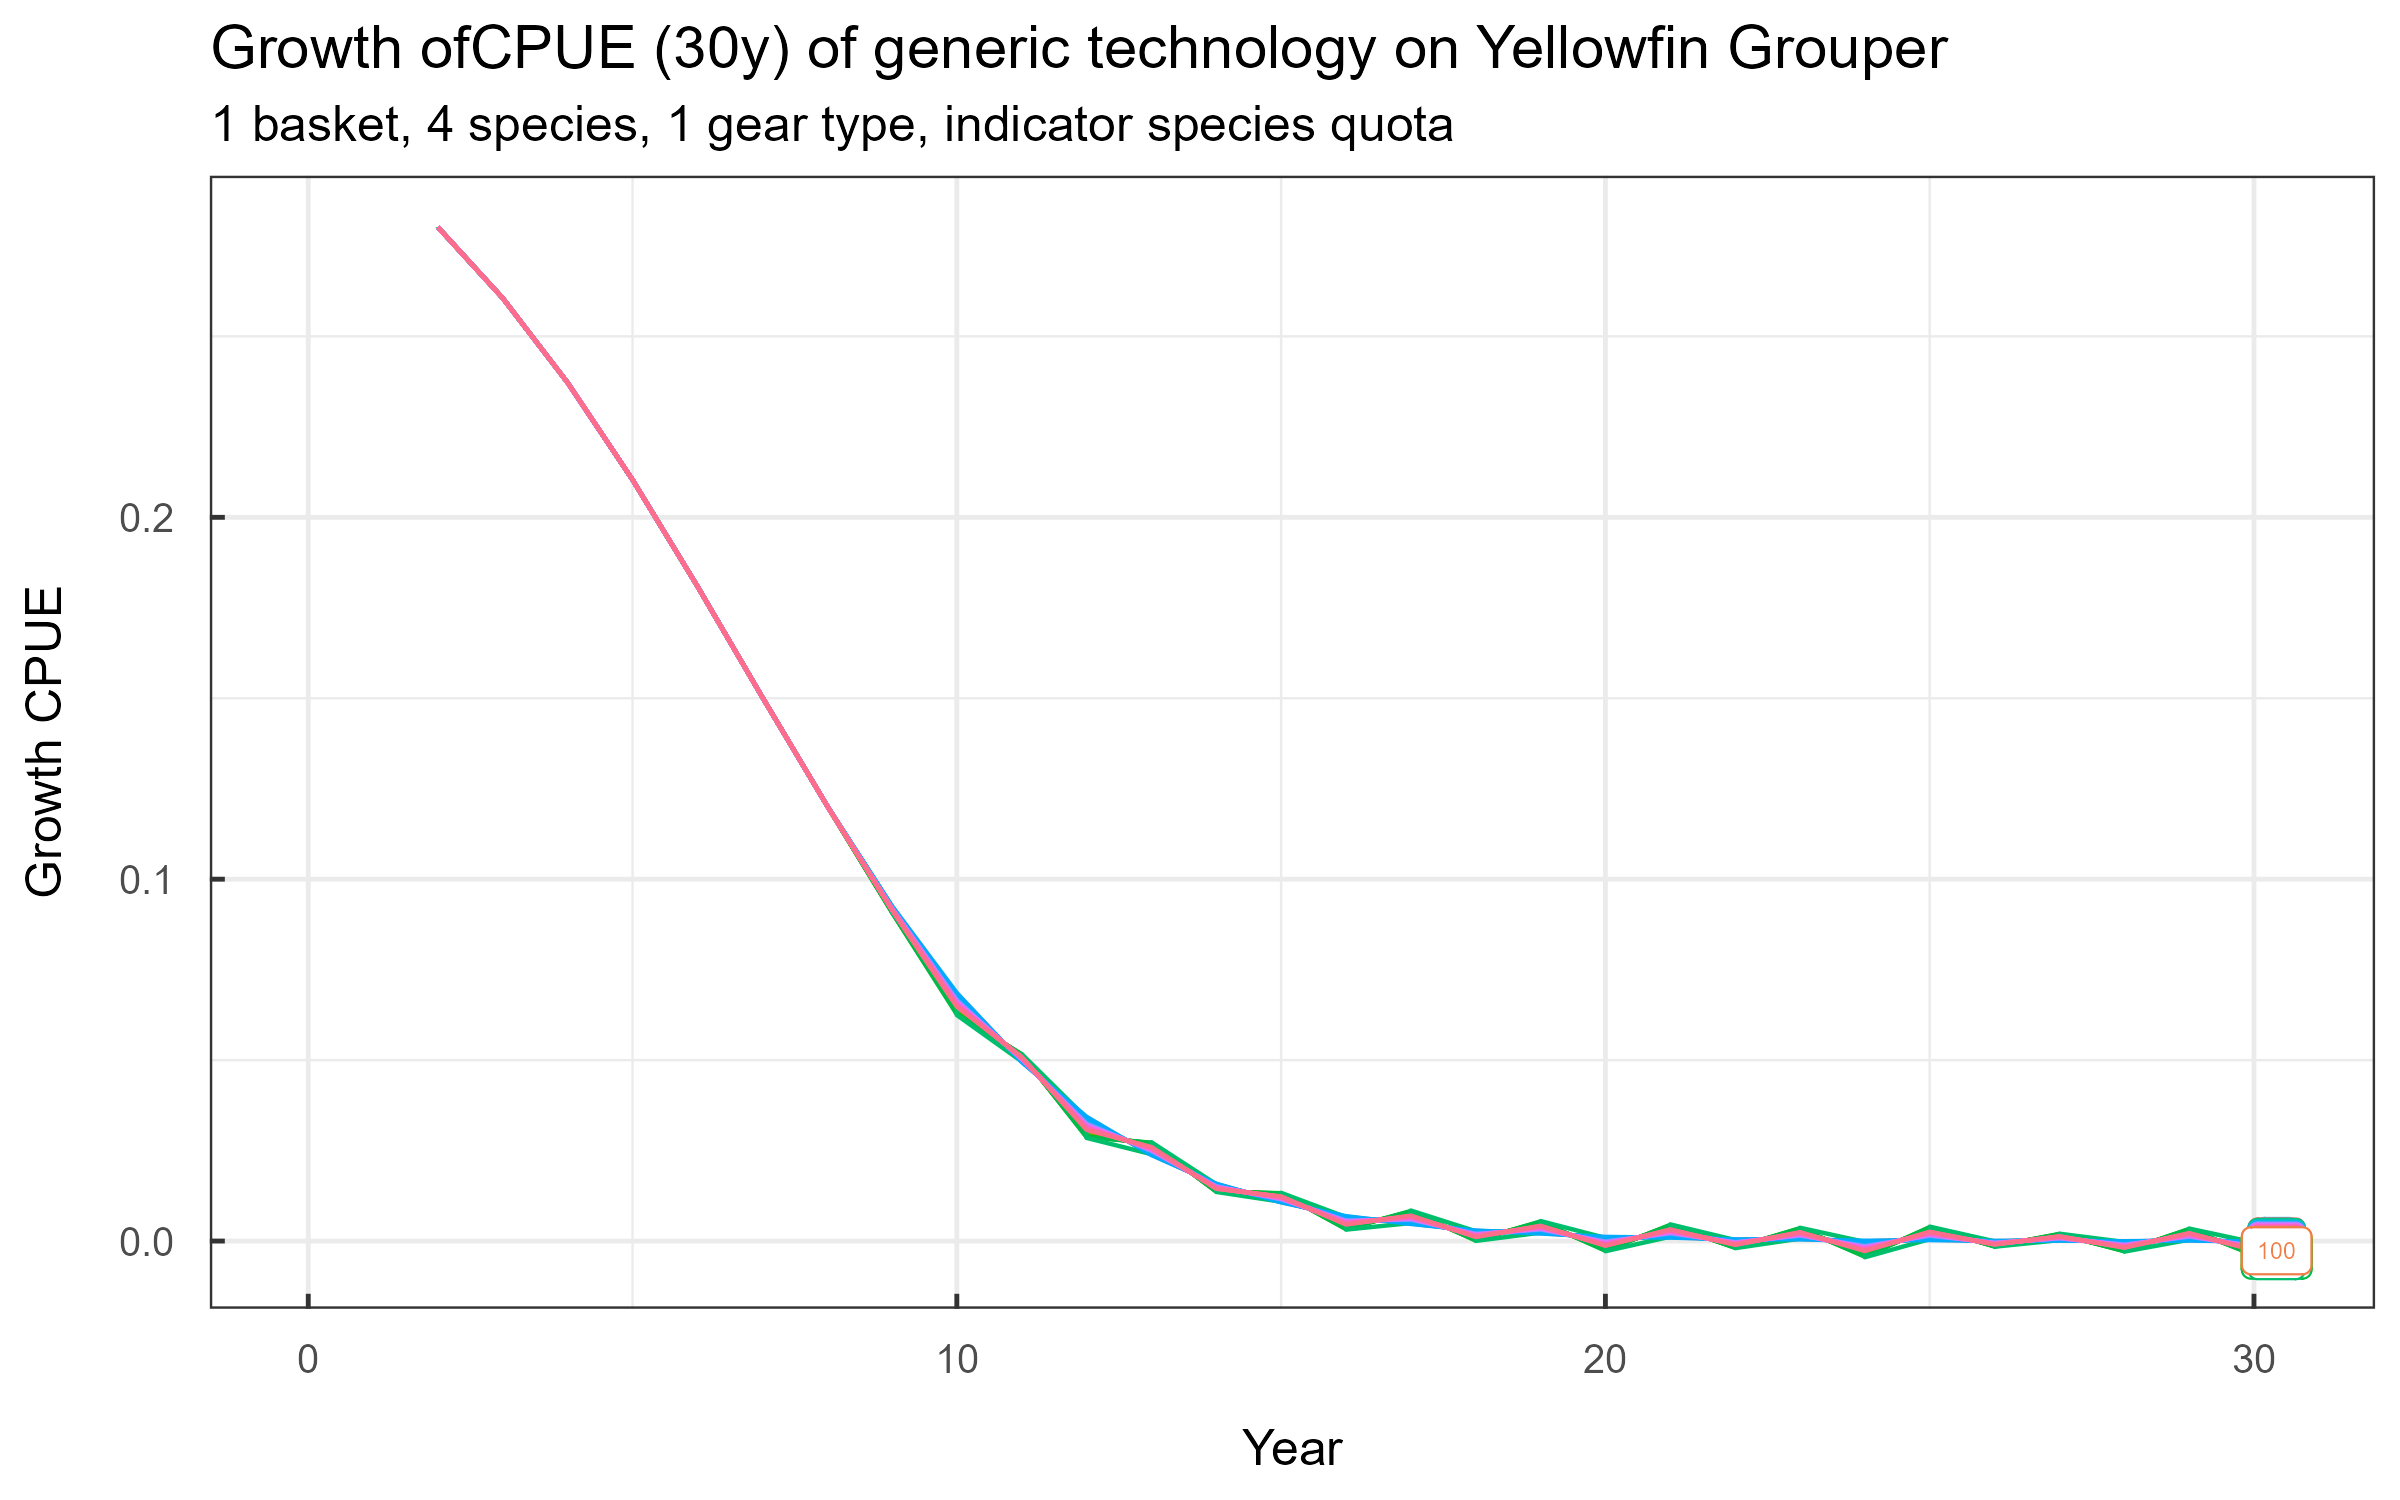 Growth ofCPUE (30y) of generic technology on Yellowfin Grouper
1 basket, 4 species, 1 gear type, indicator species quota
Growth CPUE
0.2
0.1
0.0
100
0
10
20
30
Year